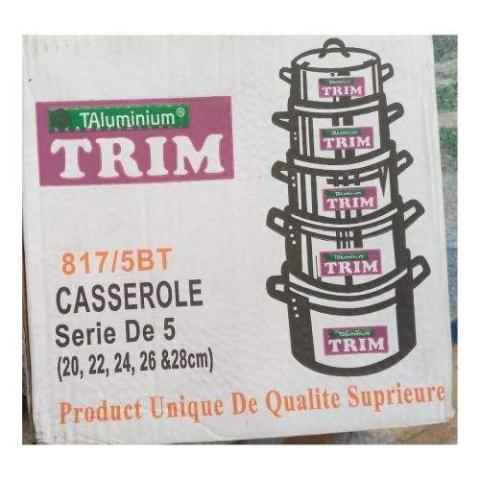 TAluminium®
TRIM
817/5BT
CASSEROLE
Serie De 5
(20, 22, 24, 26 &28cm)
Product Unique De Qualite Suprieure
TAluminium
TRIM
TAluminium
TRIM
TAluminium
TRIM
TAluminium
TRIM
TAluminium
TRIM